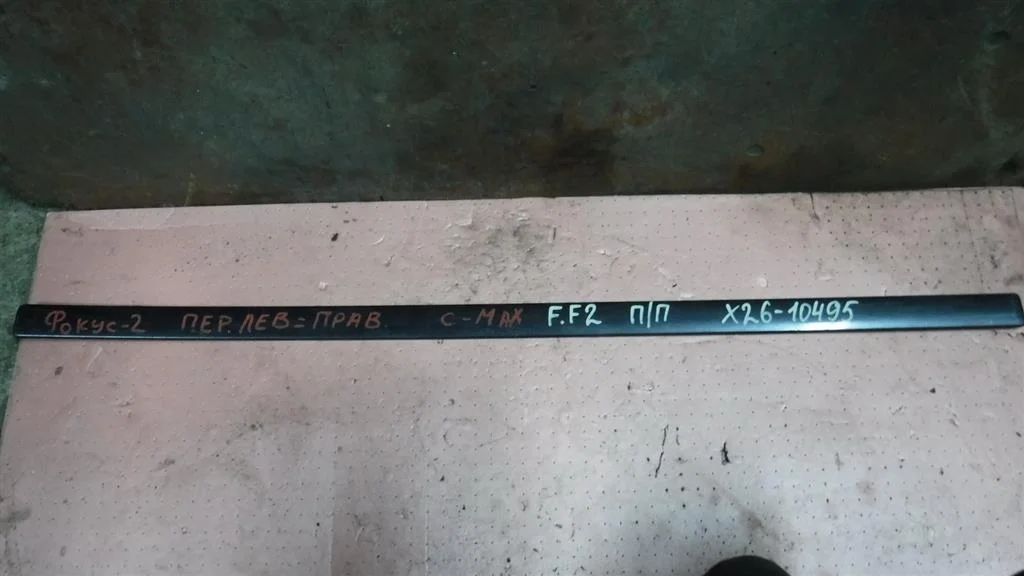 Фокус-2 ПЕР. ЛЕВ=ПРАВ. C-MAX F.F2 П/П X26-10495